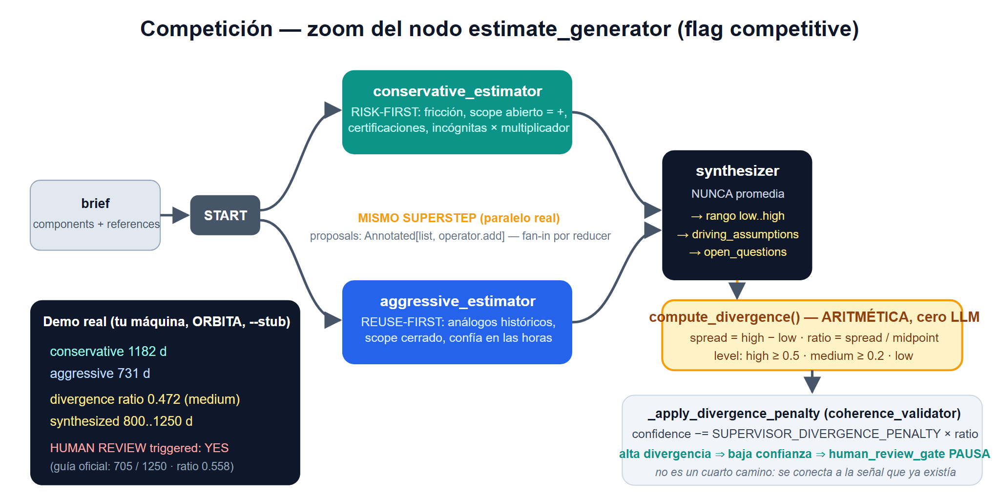 Competición — zoom del nodo estimate_generator (flag competitive)
conservative_estimator
RISK-FIRST: fricción, scope abierto = +,
certificaciones, incógnitas × multiplicador
brief
components + references
START
MISMO SUPERSTEP (paralelo real)
proposals: Annotated[list, operator.add] — fan-in por reducer
aggressive_estimator
REUSE-FIRST: análogos históricos,
scope cerrado, confía en las horas
synthesizer
NUNCA promedia
→ rango low..high
→ driving_assumptions
→ open_questions
compute_divergence() — ARITMÉTICA, cero LLM
spread = high − low · ratio = spread / midpoint
level: high ≥ 0.5 · medium ≥ 0.2 · low
_apply_divergence_penalty (coherence_validator)
confidence −= SUPERVISOR_DIVERGENCE_PENALTY × ratio
alta divergencia ⇒ baja confianza ⇒ human_review_gate PAUSA
no es un cuarto camino: se conecta a la señal que ya existía
Demo real (tu máquina, ORBITA, --stub)
conservative 1182 d
aggressive 731 d
divergence ratio 0.472 (medium)
synthesized 800..1250 d
HUMAN REVIEW triggered: YES
(guía oficial: 705 / 1250 · ratio 0.558)